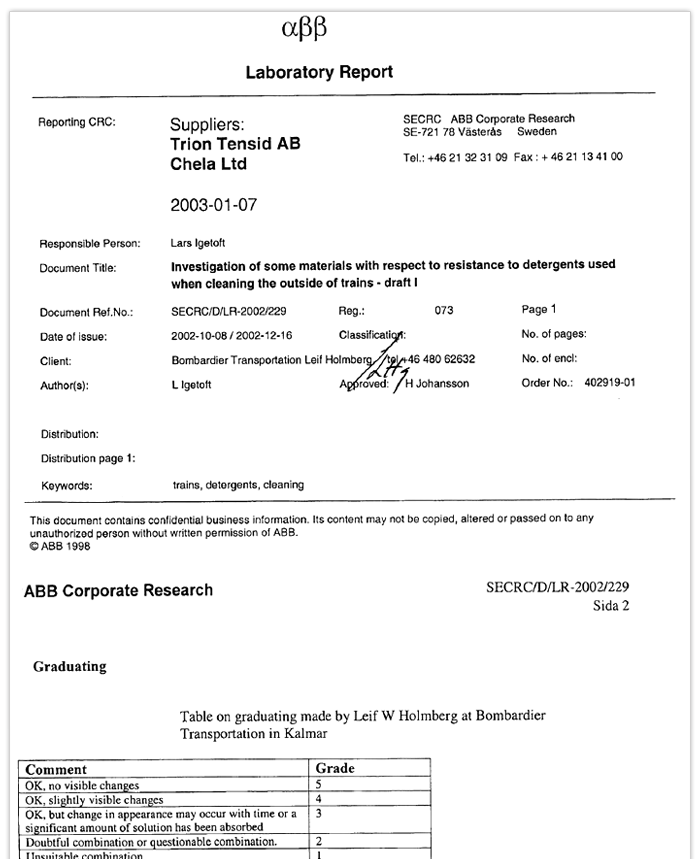 αββ
Laboratory Report
Reporting CRC: Suppliers:
Trion Tensid AB
Chela Ltd
2003-01-07
SECRC ABB Corporate Research
SE-721 78 Västerås Sweden
Tel.: +46 21 32 31 09 Fax : + 46 21 13 41 00
Responsible Person: Lars Igetoft
Document Title: Investigation of some materials with respect to resistance to detergents used
when cleaning the outside of trains - draft I
Document Ref.No.: SECRC/D/LR-2002/229 Reg.: 073 Page 1
Date of issue: 2002-10-08 / 2002-12-16 Classification: No. of pages:
Client: Bombardier Transportation Leif Holmberg tel +46 480 62632 No. of encl:
Author(s): L Igetoft Approved: H Johansson Order No.: 402919-01
Distribution:
Distribution page 1:
Keywords: trains, detergents, cleaning
This document contains confidential business information. Its content may not be copied, altered or passed on to any
unauthorized person without written permission of ABB.
© ABB 1998
ABB Corporate Research SECRC/D/LR-2002/229
Sida 2
Graduating
Table on graduating made by Leif W Holmberg at Bombardier
Transportation in Kalmar
Comment Grade
OK, no visible changes 5
OK, slightly visible changes 4
OK, but change in appearance may occur with time or a 3
significant amount of solution has been absorbed
Doubtful combination or questionable combination. 2
Unsuitable combination 1